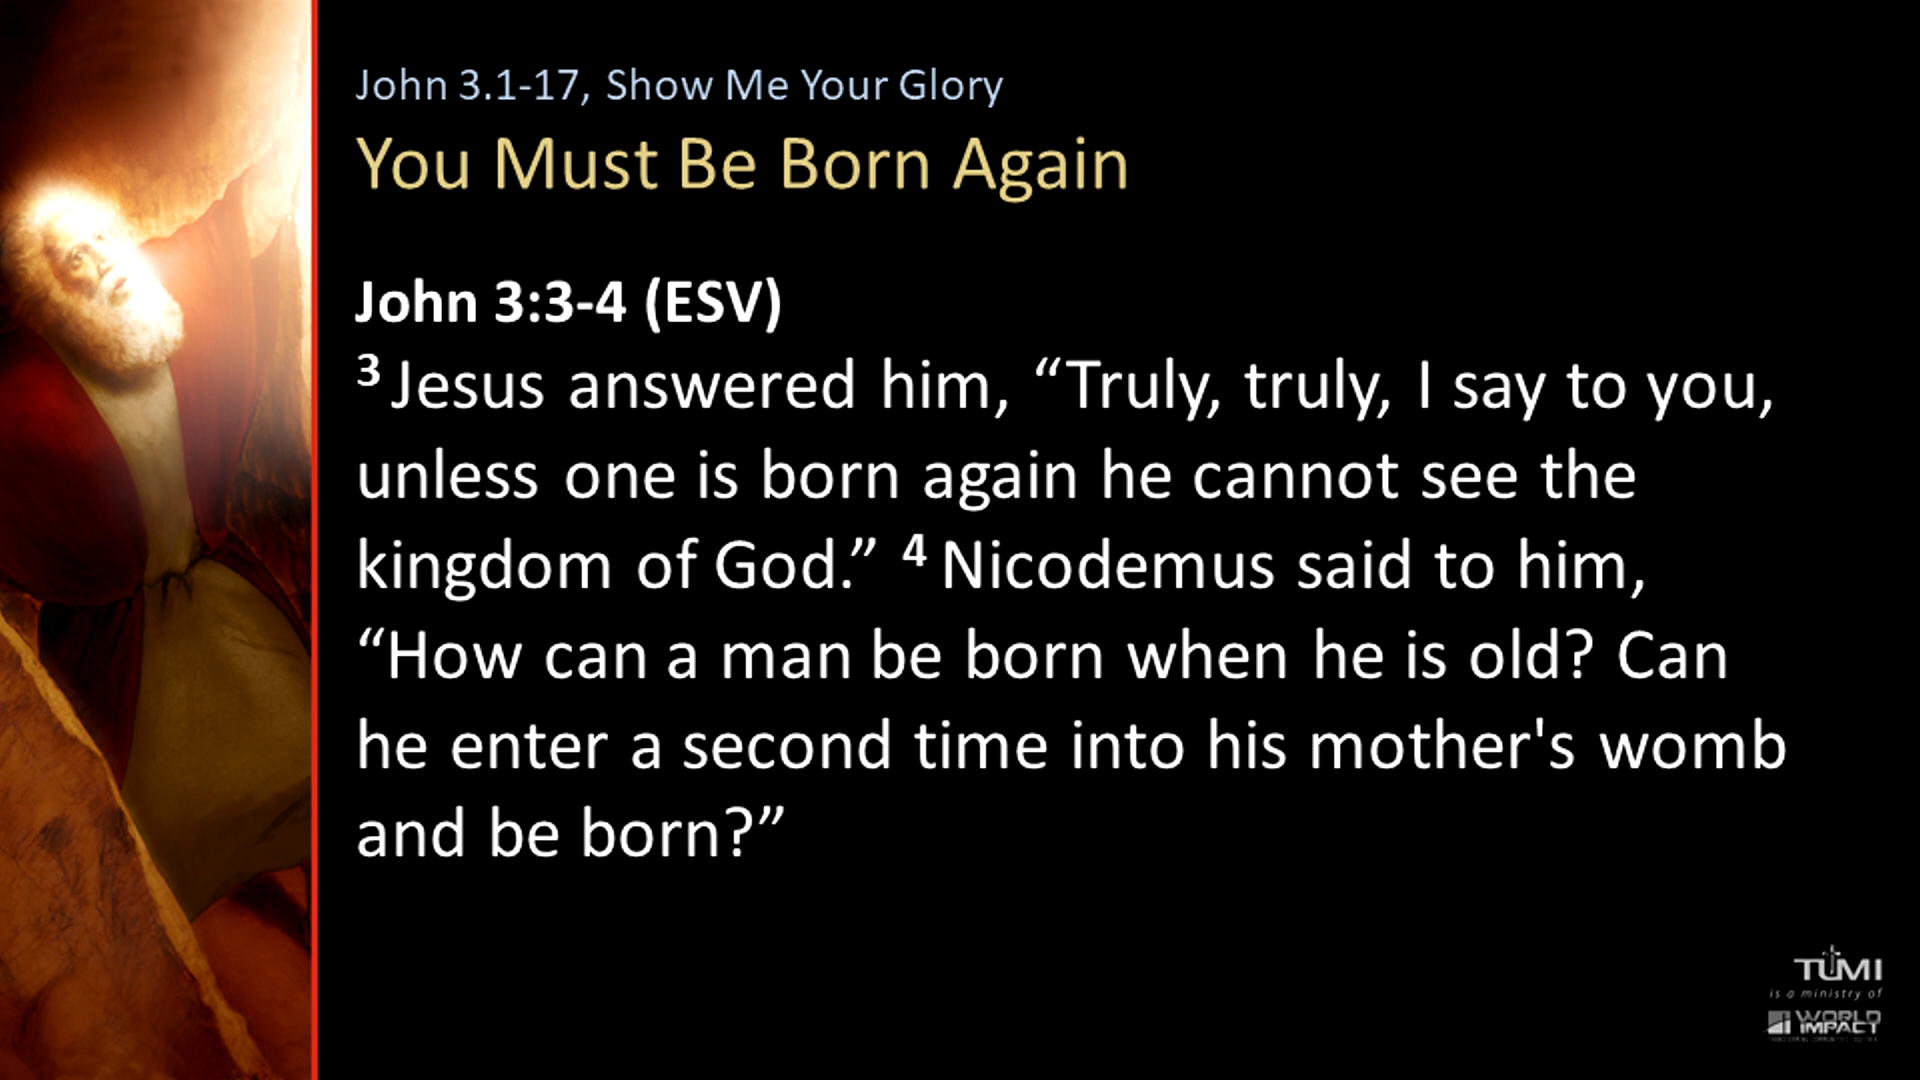 John 3.1-17, Show Me Your Glory
You Must Be Born Again
John 3:3-4 (ESV)
3 Jesus answered him, “Truly, truly, I say to you,
unless one is born again he cannot see the
kingdom of God.” 4 Nicodemus said to him,
“How can a man be born when he is old? Can
he enter a second time into his mother's womb
and be born?”
TUMI
is a ministry of
WORLD
IMPACT